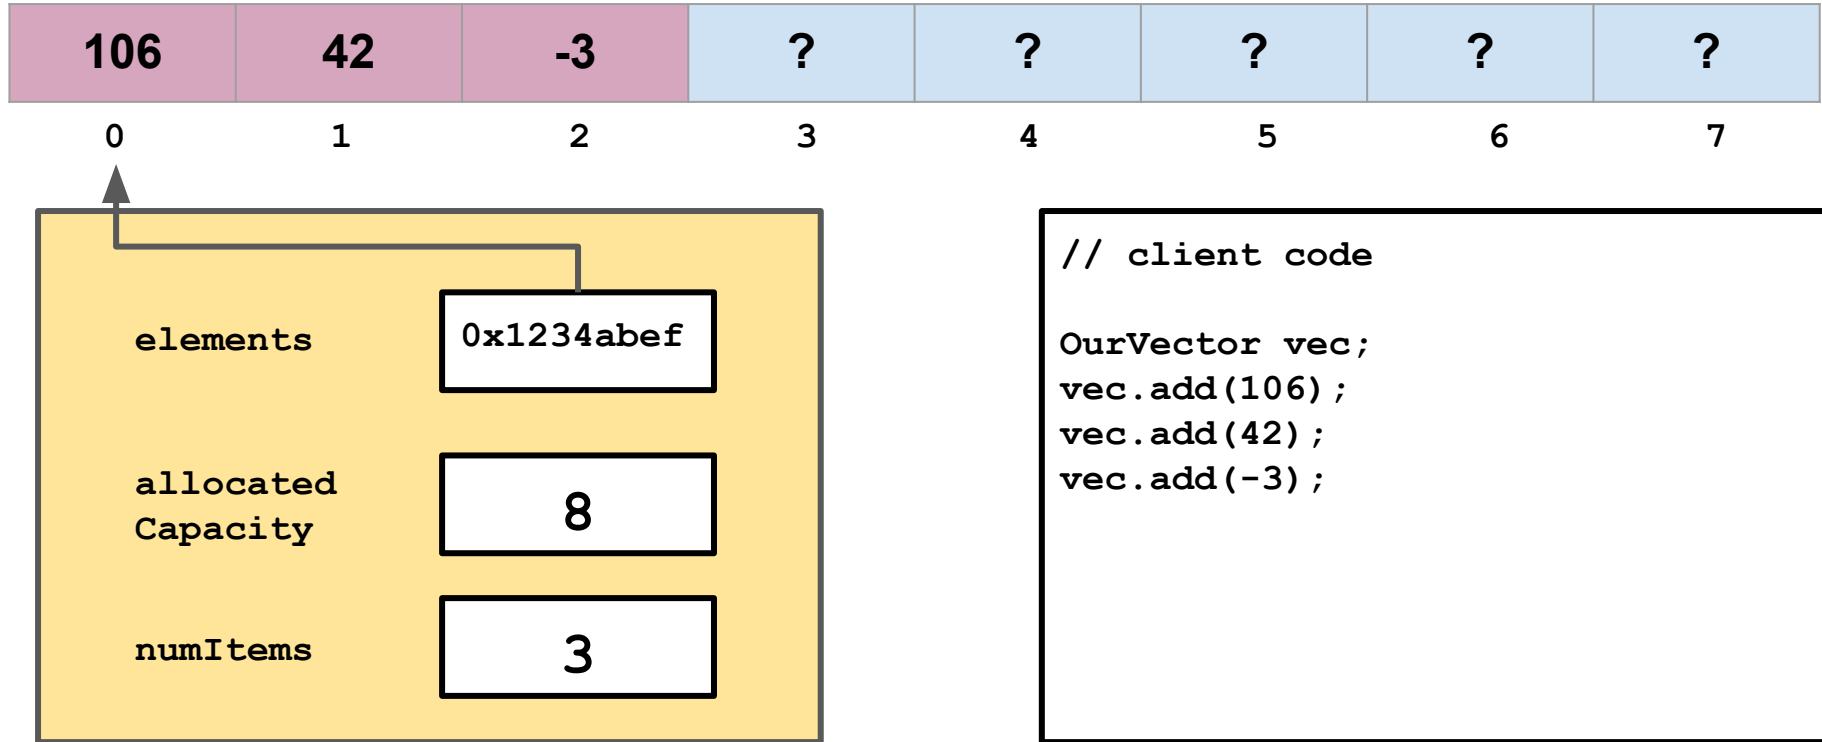 106 42 -3 ? ? ? ? ?
0 1 2 3 4 5 6 7
elements 0x1234abef
allocated
Capacity 8
numItems 3
// client code
OurVector vec;
vec.add(106);
vec.add(42);
vec.add(-3);